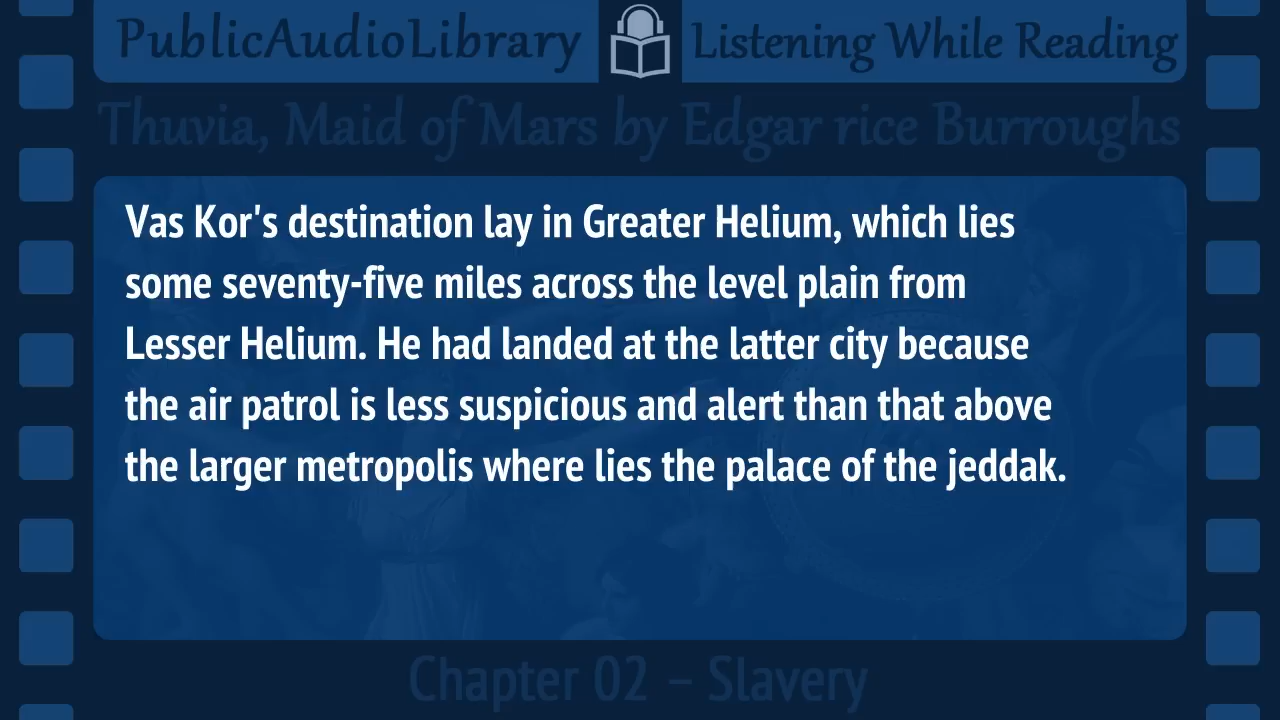 PublicAudioLibrary Listening While Reading
Thuvia, Maid of Mars by Edgar rice Burroughs
Vas Kor's destination lay in Greater Helium, which lies
some seventy-five miles across the level plain from
Lesser Helium. He had landed at the latter city because
the air patrol is less suspicious and alert than that above
the larger metropolis where lies the palace of the jeddak.
Chapter 02 – Slavery